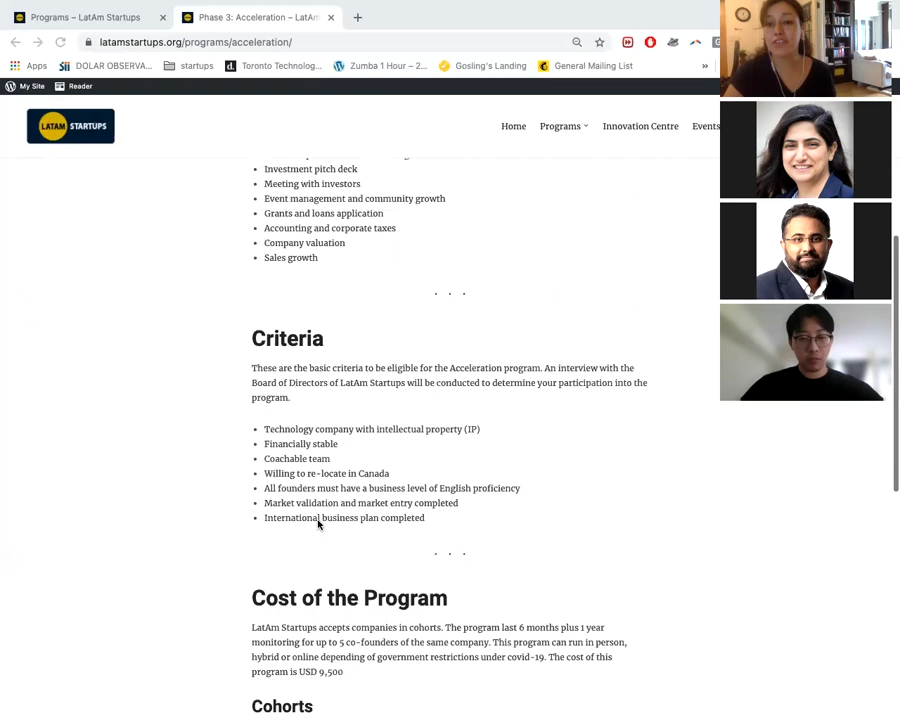 Programs – LatAm Startups
Phase 3: Acceleration – LatAm
latamstartups.org/programs/acceleration/
Apps
DOLAR OBSERVA...
startups
Toronto Technolog...
Zumba 1 Hour – 2...
Gosling's Landing
General Mailing List
»
My Site
Reader
LATAM STARTUPS
Home
Programs
Innovation Centre
Events
• Investment pitch deck
• Meeting with investors
• Event management and community growth
• Grants and loans application
• Accounting and corporate taxes
• Company valuation
• Sales growth
. . .
Criteria
These are the basic criteria to be eligible for the Acceleration program. An interview with the
Board of Directors of LatAm Startups will be conducted to determine your participation into the
program.
• Technology company with intellectual property (IP)
• Financially stable
• Coachable team
• Willing to re-locate in Canada
• All founders must have a business level of English proficiency
• Market validation and market entry completed
• International business plan completed
. . .
Cost of the Program
LatAm Startups accepts companies in cohorts. The program last 6 months plus 1 year
monitoring for up to 5 co-founders of the same company. This program can run in person,
hybrid or online depending of government restrictions under covid-19. The cost of this
program is USD 9,500
Cohorts